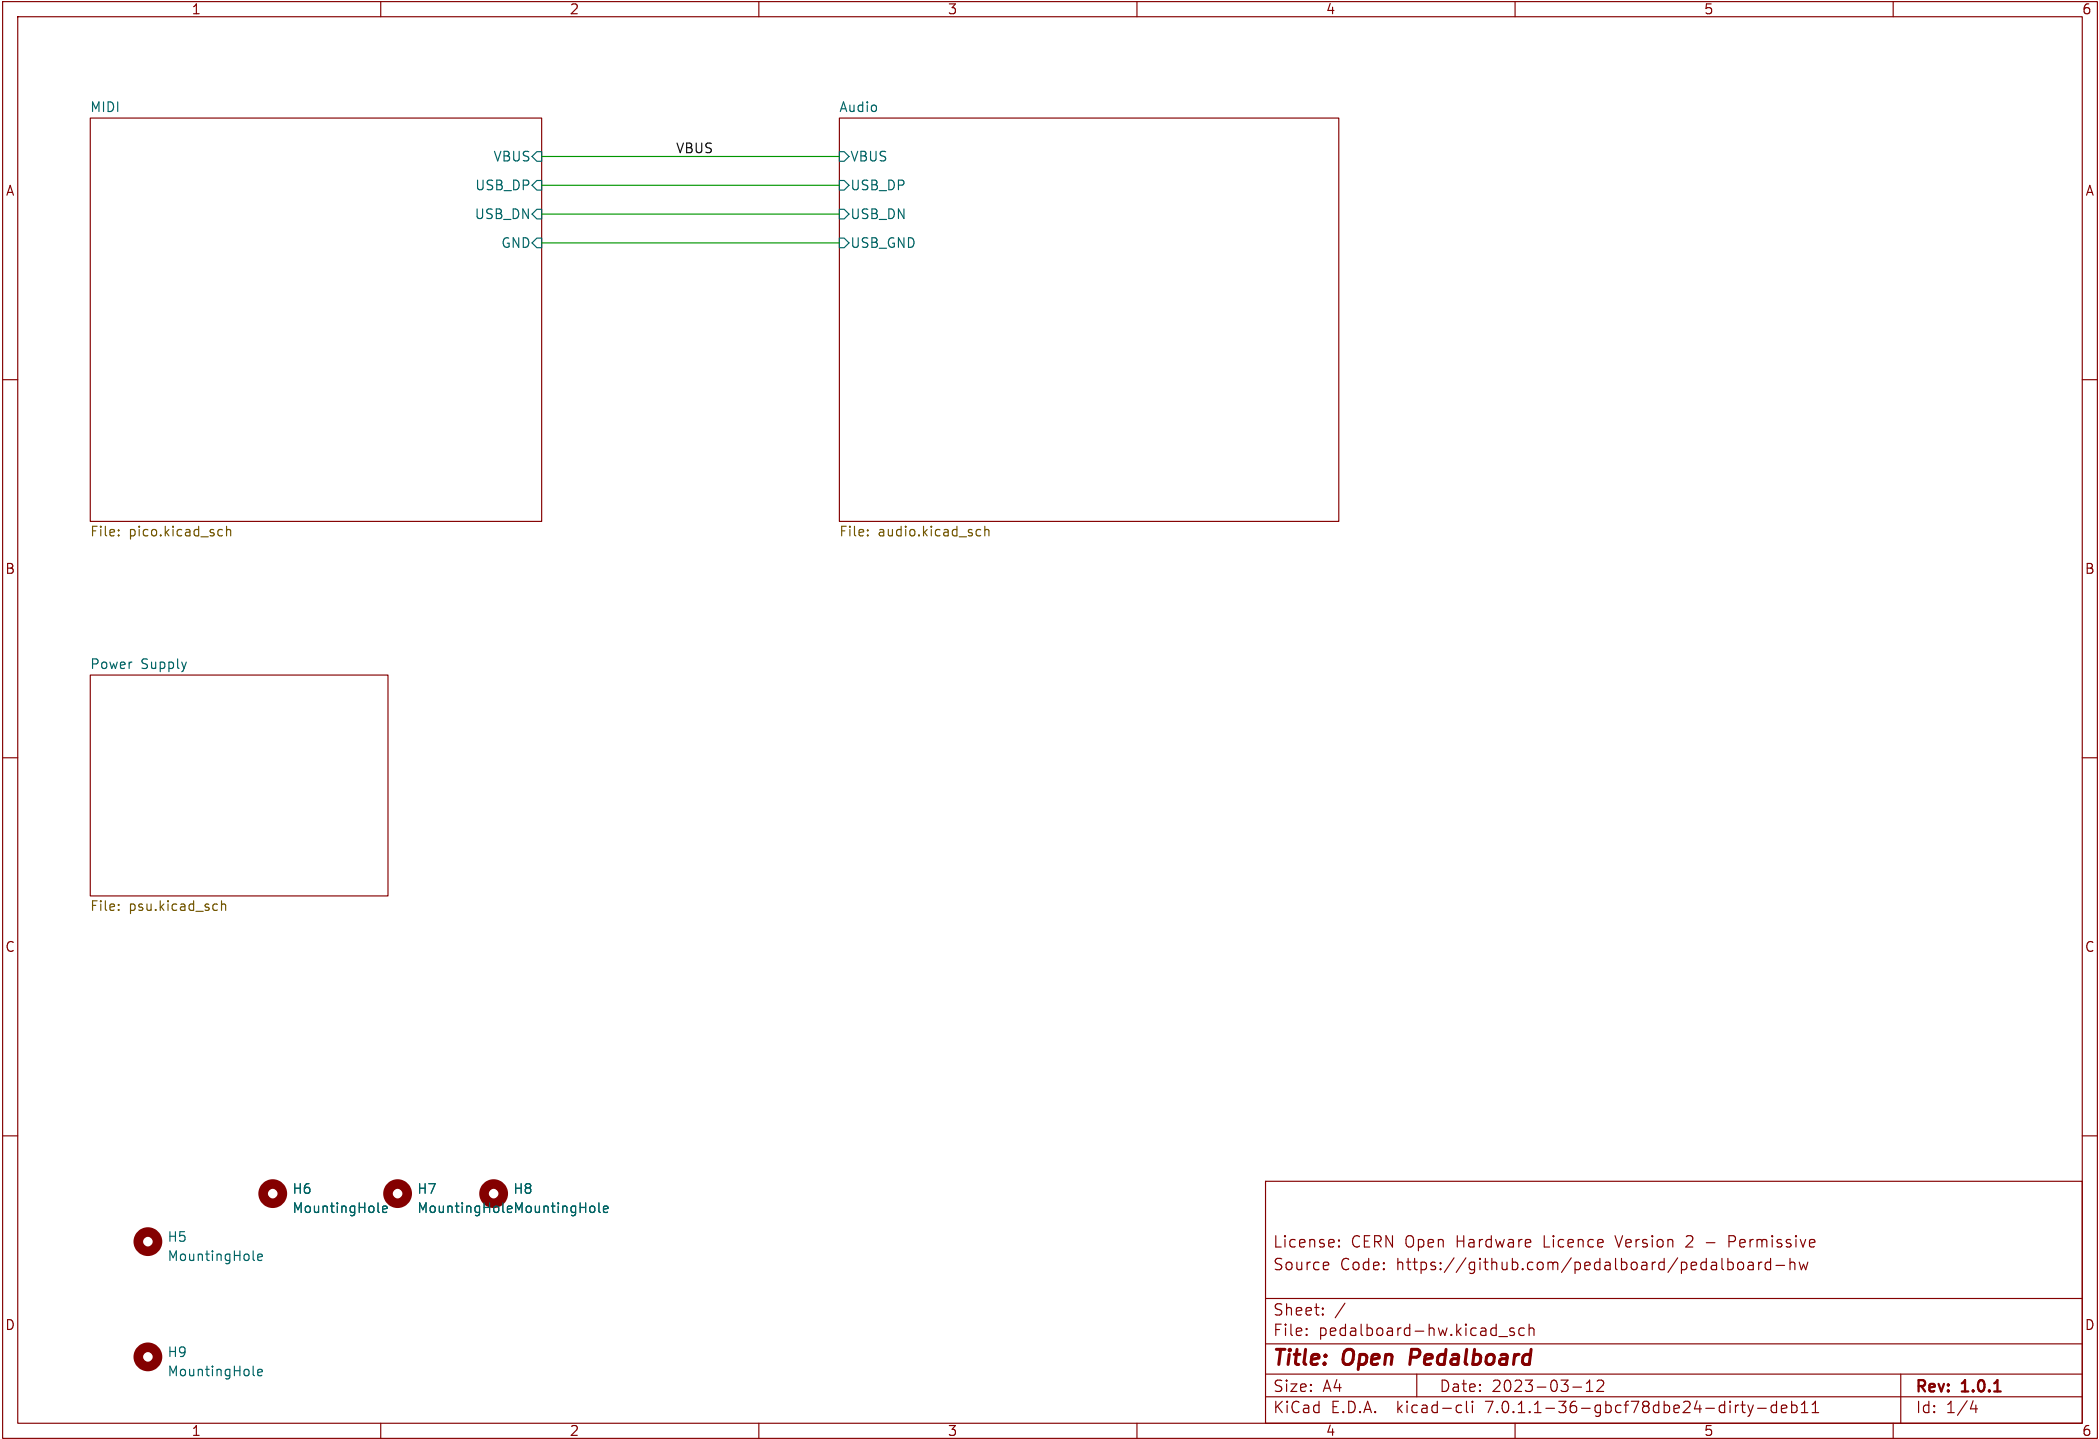 1 2 3 4 5 6
MIDI
Audio
VBUS
VBUS
VBUS
USB_DP
USB_DP
USB_DN
USB_DN
GND
USB_GND
A
A
File: pico.kicad_sch
File: audio.kicad_sch
B
B
Power Supply
File: psu.kicad_sch
C
C
H6
MountingHole
H7
MountingHole
H8
MountingHole
H5
MountingHole
H9
MountingHole
D
D
License: CERN Open Hardware Licence Version 2 - Permissive
Source Code: https://github.com/pedalboard/pedalboard-hw
Sheet: /
File: pedalboard-hw.kicad_sch
Title: Open Pedalboard
Size: A4
Date: 2023-03-12
Rev: 1.0.1
KiCad E.D.A. kicad-cli 7.0.1.1-36-gbcf78dbe24-dirty-deb11
Id: 1/4
1 2 3 4 5 6